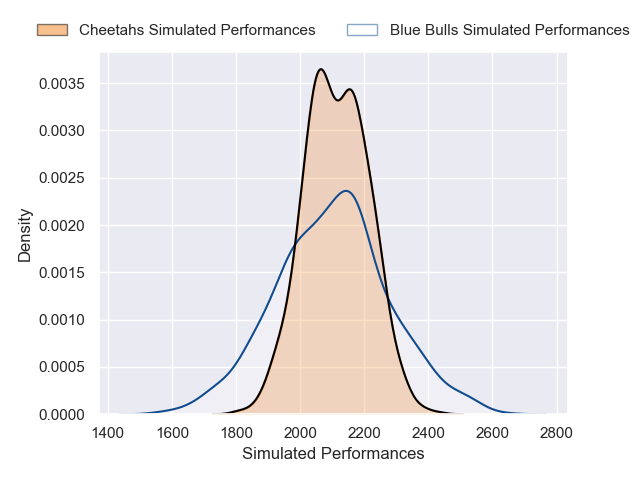 Cheetahs Simulated Performances Blue Bulls Simulated Performances
0.0035
0.0030
0.0025
0.0020
0.0015
0.0010
0.0005
0.0000
Density
1400 1600 1800 2000 2200 2400 2600 2800
Simulated Performances